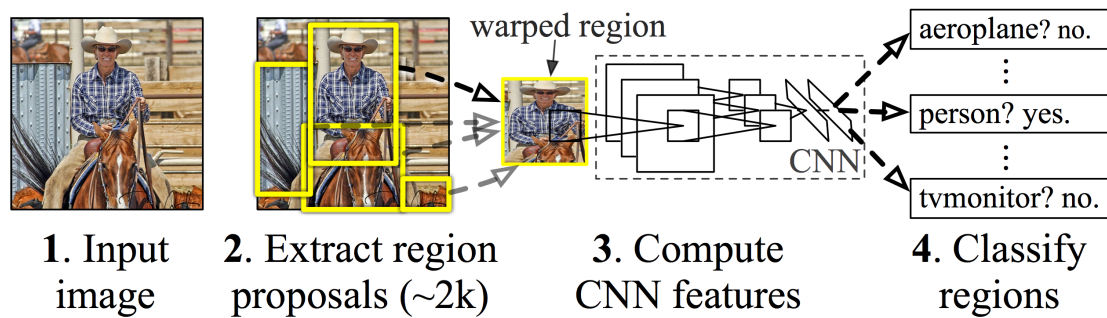 warped region
aeroplane? no.
person? yes.
CNN
tvmonitor? no.
1. Input
image
2. Extract region
proposals (~2k)
3. Compute
CNN features
4. Classify
regions